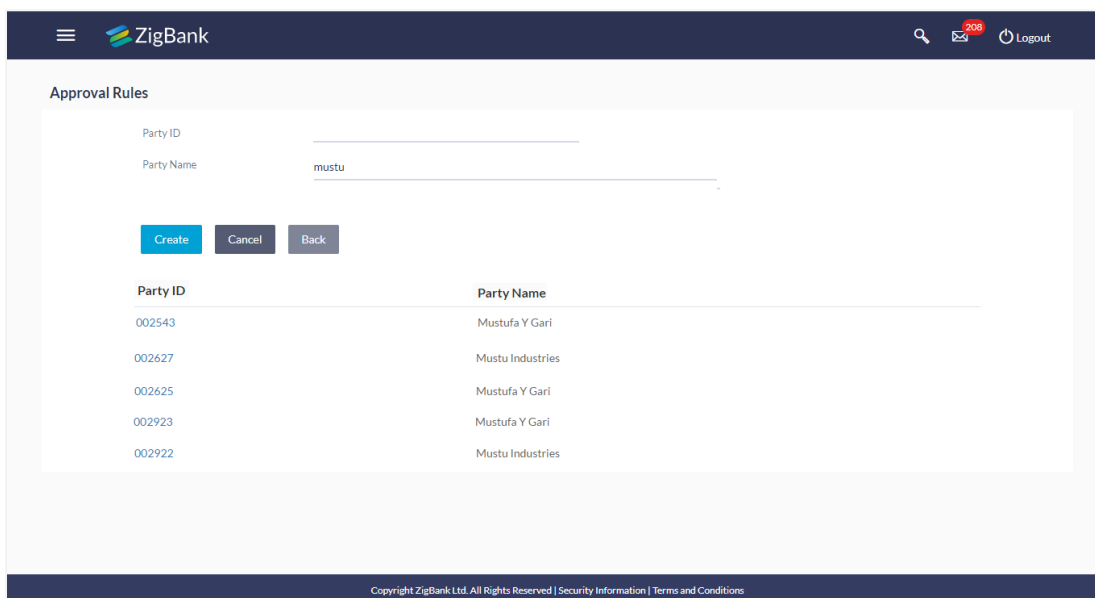 ZigBank 208 Logout
Approval Rules
Party ID
Party Name mustu
Create Cancel Back
Party ID Party Name
002543 Mustufa Y Gari
002627 Mustu Industries
002625 Mustufa Y Gari
002923 Mustufa Y Gari
002922 Mustu Industries
Copyright ZigBank Ltd. All Rights Reserved | Security Information | Terms and Conditions